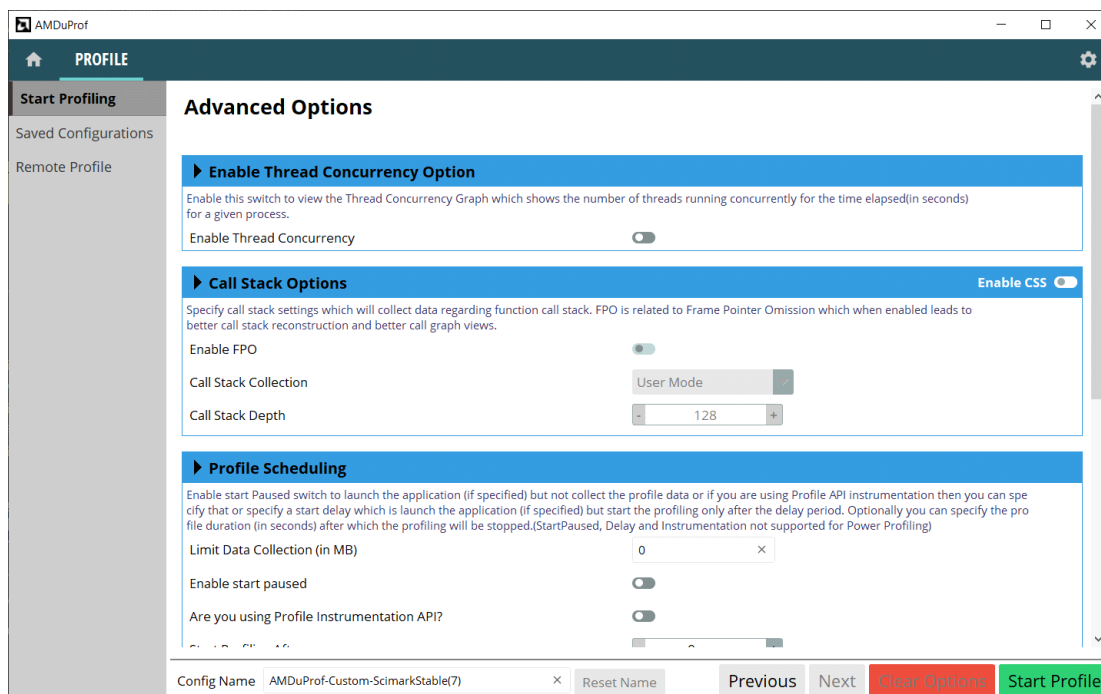 AMDuProf
PROFILE
Start Profiling
Saved Configurations
Remote Profile
Advanced Options
Enable Thread Concurrency Option
Enable this switch to view the Thread Concurrency Graph which shows the number of threads running concurrently for the time elapsed(in seconds)
for a given process.
Enable Thread Concurrency
Call Stack Options
Enable CSS
Specify call stack settings which will collect data regarding function call stack. FPO is related to Frame Pointer Omission which when enabled leads to
better call stack reconstruction and better call graph views.
Enable FPO
Call Stack Collection User Mode
Call Stack Depth - 128 +
Profile Scheduling
Enable start Paused switch to launch the application (if specified) but not collect the profile data or if you are using Profile API instrumentation then you can spe
cify that or specify a start delay which is launch the application (if specified) but start the profiling only after the delay period. Optionally you can specify the pro
file duration (in seconds) after which the profiling will be stopped.(StartPaused, Delay and Instrumentation not supported for Power Profiling)
Limit Data Collection (in MB) 0
Enable start paused
Are you using Profile Instrumentation API?
Config Name AMDuProf-Custom-ScimarkStable(7) Reset Name Previous Next Clear Options Start Profile